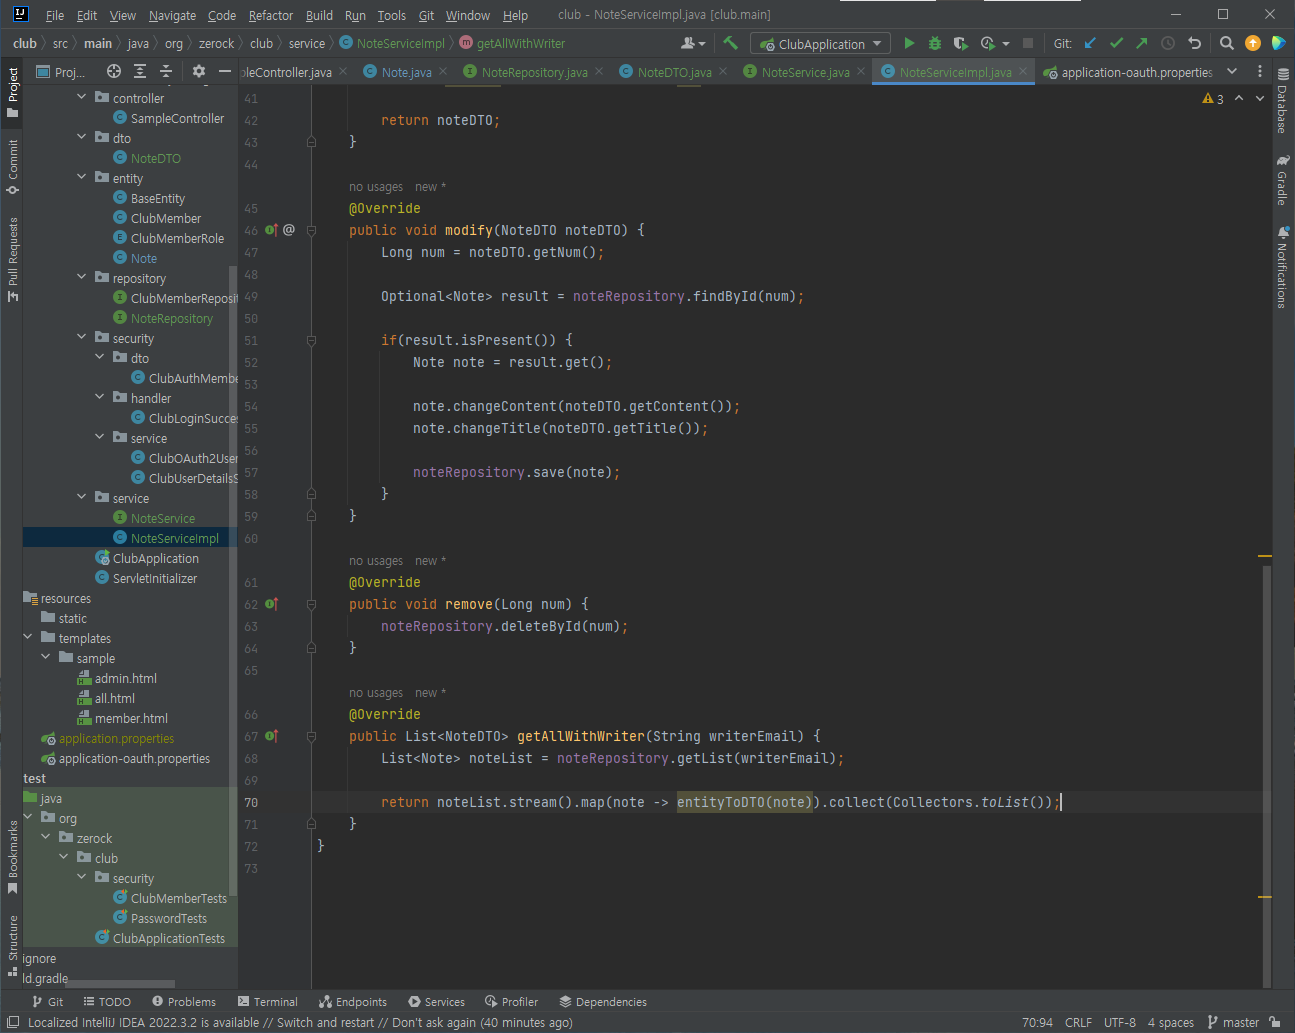 File Edit View Navigate Code Refactor Build Run Tools Git Window Help club - NoteServiceImpl.java [club.main]
club src main java org zerock club service NoteServiceImpl getAllWithWriter ClubApplication Git:
Proj... pleController.java Note.java NoteRepository.java NoteDTO.java NoteService.java NoteServiceImpl.java application-oauth.properties
Project
Commit
Pull Requests
Bookmarks
Structure
controller
SampleController
dto
NoteDTO
entity
BaseEntity
ClubMember
ClubMemberRole
Note
repository
ClubMemberReposit
NoteRepository
security
dto
ClubAuthMembe
handler
ClubLoginSucces
service
ClubOAuth2User
ClubUserDetailsS
service
NoteService
NoteServiceImpl
ClubApplication
ServletInitializer
resources
static
templates
sample
admin.html
all.html
member.html
application.properties
application-oauth.properties
test
java
org
zerock
club
security
ClubMemberTests
PasswordTests
ClubApplicationTests
ignore
ld.gradle
3
41
42 return noteDTO;
43 }
44
no usages new *
45 @Override
46 @ public void modify(NoteDTO noteDTO) {
47 Long num = noteDTO.getNum();
48
49 Optional<Note> result = noteRepository.findById(num);
50
51 if(result.isPresent()) {
52 Note note = result.get();
53
54 note.changeContent(noteDTO.getContent());
55 note.changeTitle(noteDTO.getTitle());
56
57 noteRepository.save(note);
58 }
59 }
60
no usages new *
61 @Override
62 public void remove(Long num) {
63 noteRepository.deleteById(num);
64 }
65
no usages new *
66 @Override
67 public List<NoteDTO> getAllWithWriter(String writerEmail) {
68 List<Note> noteList = noteRepository.getList(writerEmail);
69
70 return noteList.stream().map(note -> entityToDTO(note)).collect(Collectors.toList());
71 }
72 }
73
Database
Gradle
Notifications
Git TODO Problems Terminal Endpoints Services Profiler Dependencies
Localized IntelliJ IDEA 2022.3.2 is available // Switch and restart // Don't ask again (40 minutes ago) 70:94 CRLF UTF-8 4 spaces master